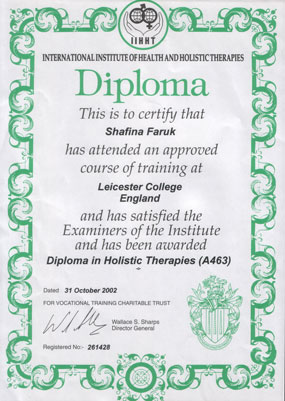 IIHHT
INTERNATIONAL INSTITUTE OF HEALTH AND HOLISTIC THERAPIES
Diploma
This is to certify that
Shafina Faruk
has attended an approved
course of training at
Leicester College
England
and has satisfied the
Examiners of the Institute
and has been awarded
Diploma in Holistic Therapies (A463)
Dated 31 October 2002
FOR VOCATIONAL TRAINING CHARITABLE TRUST
Wallace S. Sharps
Director General
Registered No:- 261428